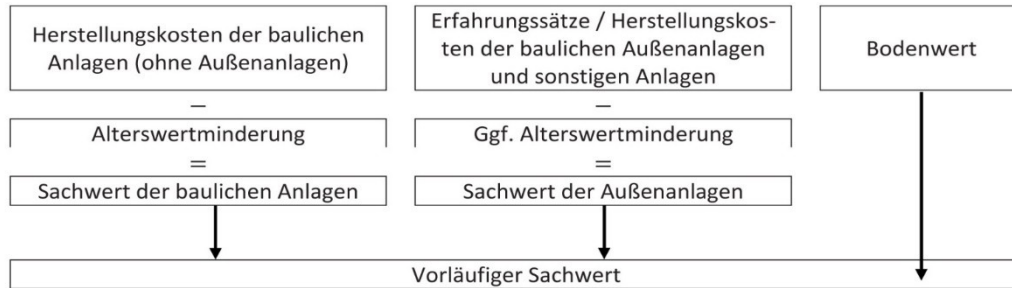 Herstellungskosten der baulichen
Anlagen (ohne Außenanlagen)
−
Alterswertminderung
=
Sachwert der baulichen Anlagen
Erfahrungssätze / Herstellungskos-
ten der baulichen Außenanlagen
und sonstigen Anlagen
−
Ggf. Alterswertminderung
=
Sachwert der Außenanlagen
Bodenwert
Vorläufiger Sachwert